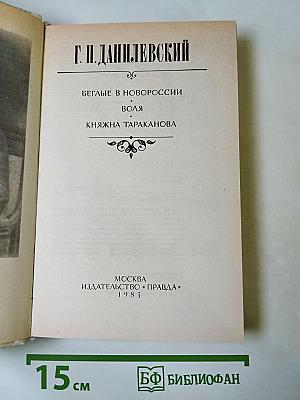 Г. П. ДАНИЛЕВСКИЙ
БЕГЛЫЕ В НОВОРОССИИ
•
ВОЛЯ
•
КНЯЖНА ТАРАКАНОВА
МОСКВА
ИЗДАТЕЛЬСТВО «ПРАВДА»
1983
15 см
БФ БИБЛИОФАН